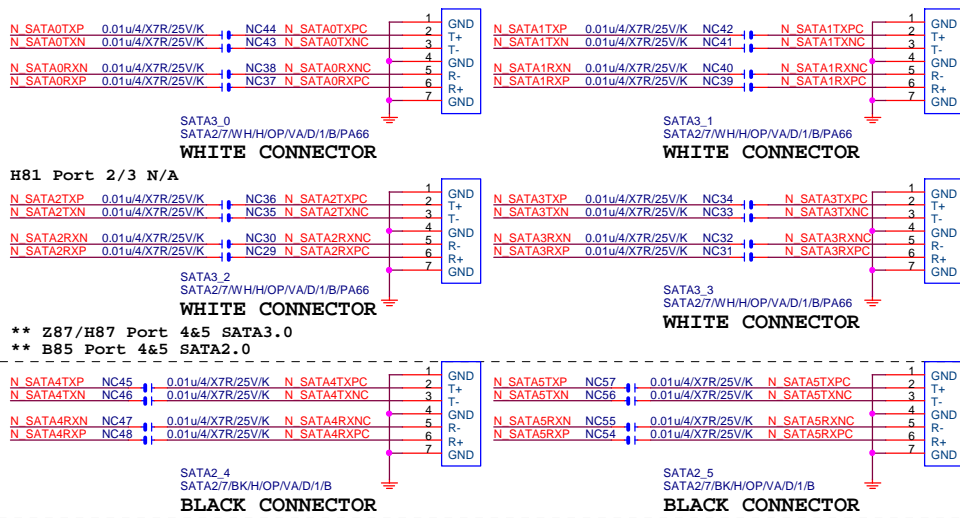 N_SATA0TXP 0.01u/4/X7R/25V/K NC44 N_SATA0TXPC 1 GND
N_SATA0TXN 0.01u/4/X7R/25V/K NC43 N_SATA0TXNC 2 T+
3 T-
4 GND
N_SATA0RXN 0.01u/4/X7R/25V/K NC38 N_SATA0RXNC 5 R-
N_SATA0RXP 0.01u/4/X7R/25V/K NC37 N_SATA0RXPC 6 R+
7 GND
SATA3_0
SATA2/7/WH/H/OP/VA/D/1/B/PA66
WHITE CONNECTOR
N_SATA1TXP 0.01u/4/X7R/25V/K NC42 N_SATA1TXPC 1 GND
N_SATA1TXN 0.01u/4/X7R/25V/K NC41 N_SATA1TXNC 2 T+
3 T-
4 GND
N_SATA1RXN 0.01u/4/X7R/25V/K NC40 N_SATA1RXNC 5 R-
N_SATA1RXP 0.01u/4/X7R/25V/K NC39 N_SATA1RXPC 6 R+
7 GND
SATA3_1
SATA2/7/WH/H/OP/VA/D/1/B/PA66
WHITE CONNECTOR
H81 Port 2/3 N/A
N_SATA2TXP 0.01u/4/X7R/25V/K NC36 N_SATA2TXPC 1 GND
N_SATA2TXN 0.01u/4/X7R/25V/K NC35 N_SATA2TXNC 2 T+
3 T-
4 GND
N_SATA2RXN 0.01u/4/X7R/25V/K NC30 N_SATA2RXNC 5 R-
N_SATA2RXP 0.01u/4/X7R/25V/K NC29 N_SATA2RXPC 6 R+
7 GND
SATA3_2
SATA2/7/WH/H/OP/VA/D/1/B/PA66
WHITE CONNECTOR
N_SATA3TXP 0.01u/4/X7R/25V/K NC34 N_SATA3TXPC 1 GND
N_SATA3TXN 0.01u/4/X7R/25V/K NC33 N_SATA3TXNC 2 T+
3 T-
4 GND
N_SATA3RXN 0.01u/4/X7R/25V/K NC32 N_SATA3RXNC 5 R-
N_SATA3RXP 0.01u/4/X7R/25V/K NC31 N_SATA3RXPC 6 R+
7 GND
SATA3_3
SATA2/7/WH/H/OP/VA/D/1/B/PA66
WHITE CONNECTOR
** Z87/H87 Port 4&5 SATA3.0
** B85 Port 4&5 SATA2.0
N_SATA4TXP NC45 0.01u/4/X7R/25V/K N_SATA4TXPC 1 GND
N_SATA4TXN NC46 0.01u/4/X7R/25V/K N_SATA4TXNC 2 T+
3 T-
4 GND
N_SATA4RXN NC47 0.01u/4/X7R/25V/K N_SATA4RXNC 5 R-
N_SATA4RXP NC48 0.01u/4/X7R/25V/K N_SATA4RXPC 6 R+
7 GND
SATA2_4
SATA2/7/BK/H/OP/VA/D/1/B
BLACK CONNECTOR
N_SATA5TXP NC57 0.01u/4/X7R/25V/K N_SATA5TXPC 1 GND
N_SATA5TXN NC56 0.01u/4/X7R/25V/K N_SATA5TXNC 2 T+
3 T-
4 GND
N_SATA5RXN NC55 0.01u/4/X7R/25V/K N_SATA5RXNC 5 R-
N_SATA5RXP NC54 0.01u/4/X7R/25V/K N_SATA5RXPC 6 R+
7 GND
SATA2_5
SATA2/7/BK/H/OP/VA/D/1/B
BLACK CONNECTOR